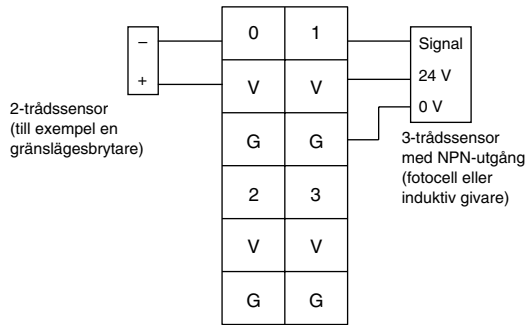 –
+
2-trådssensor
(till exempel en
gränslägesbrytare)
0 1
V V
G G
2 3
V V
G G
Signal
24 V
0 V
3-trådssensor
med NPN-utgång
(fotocell eller
induktiv givare)